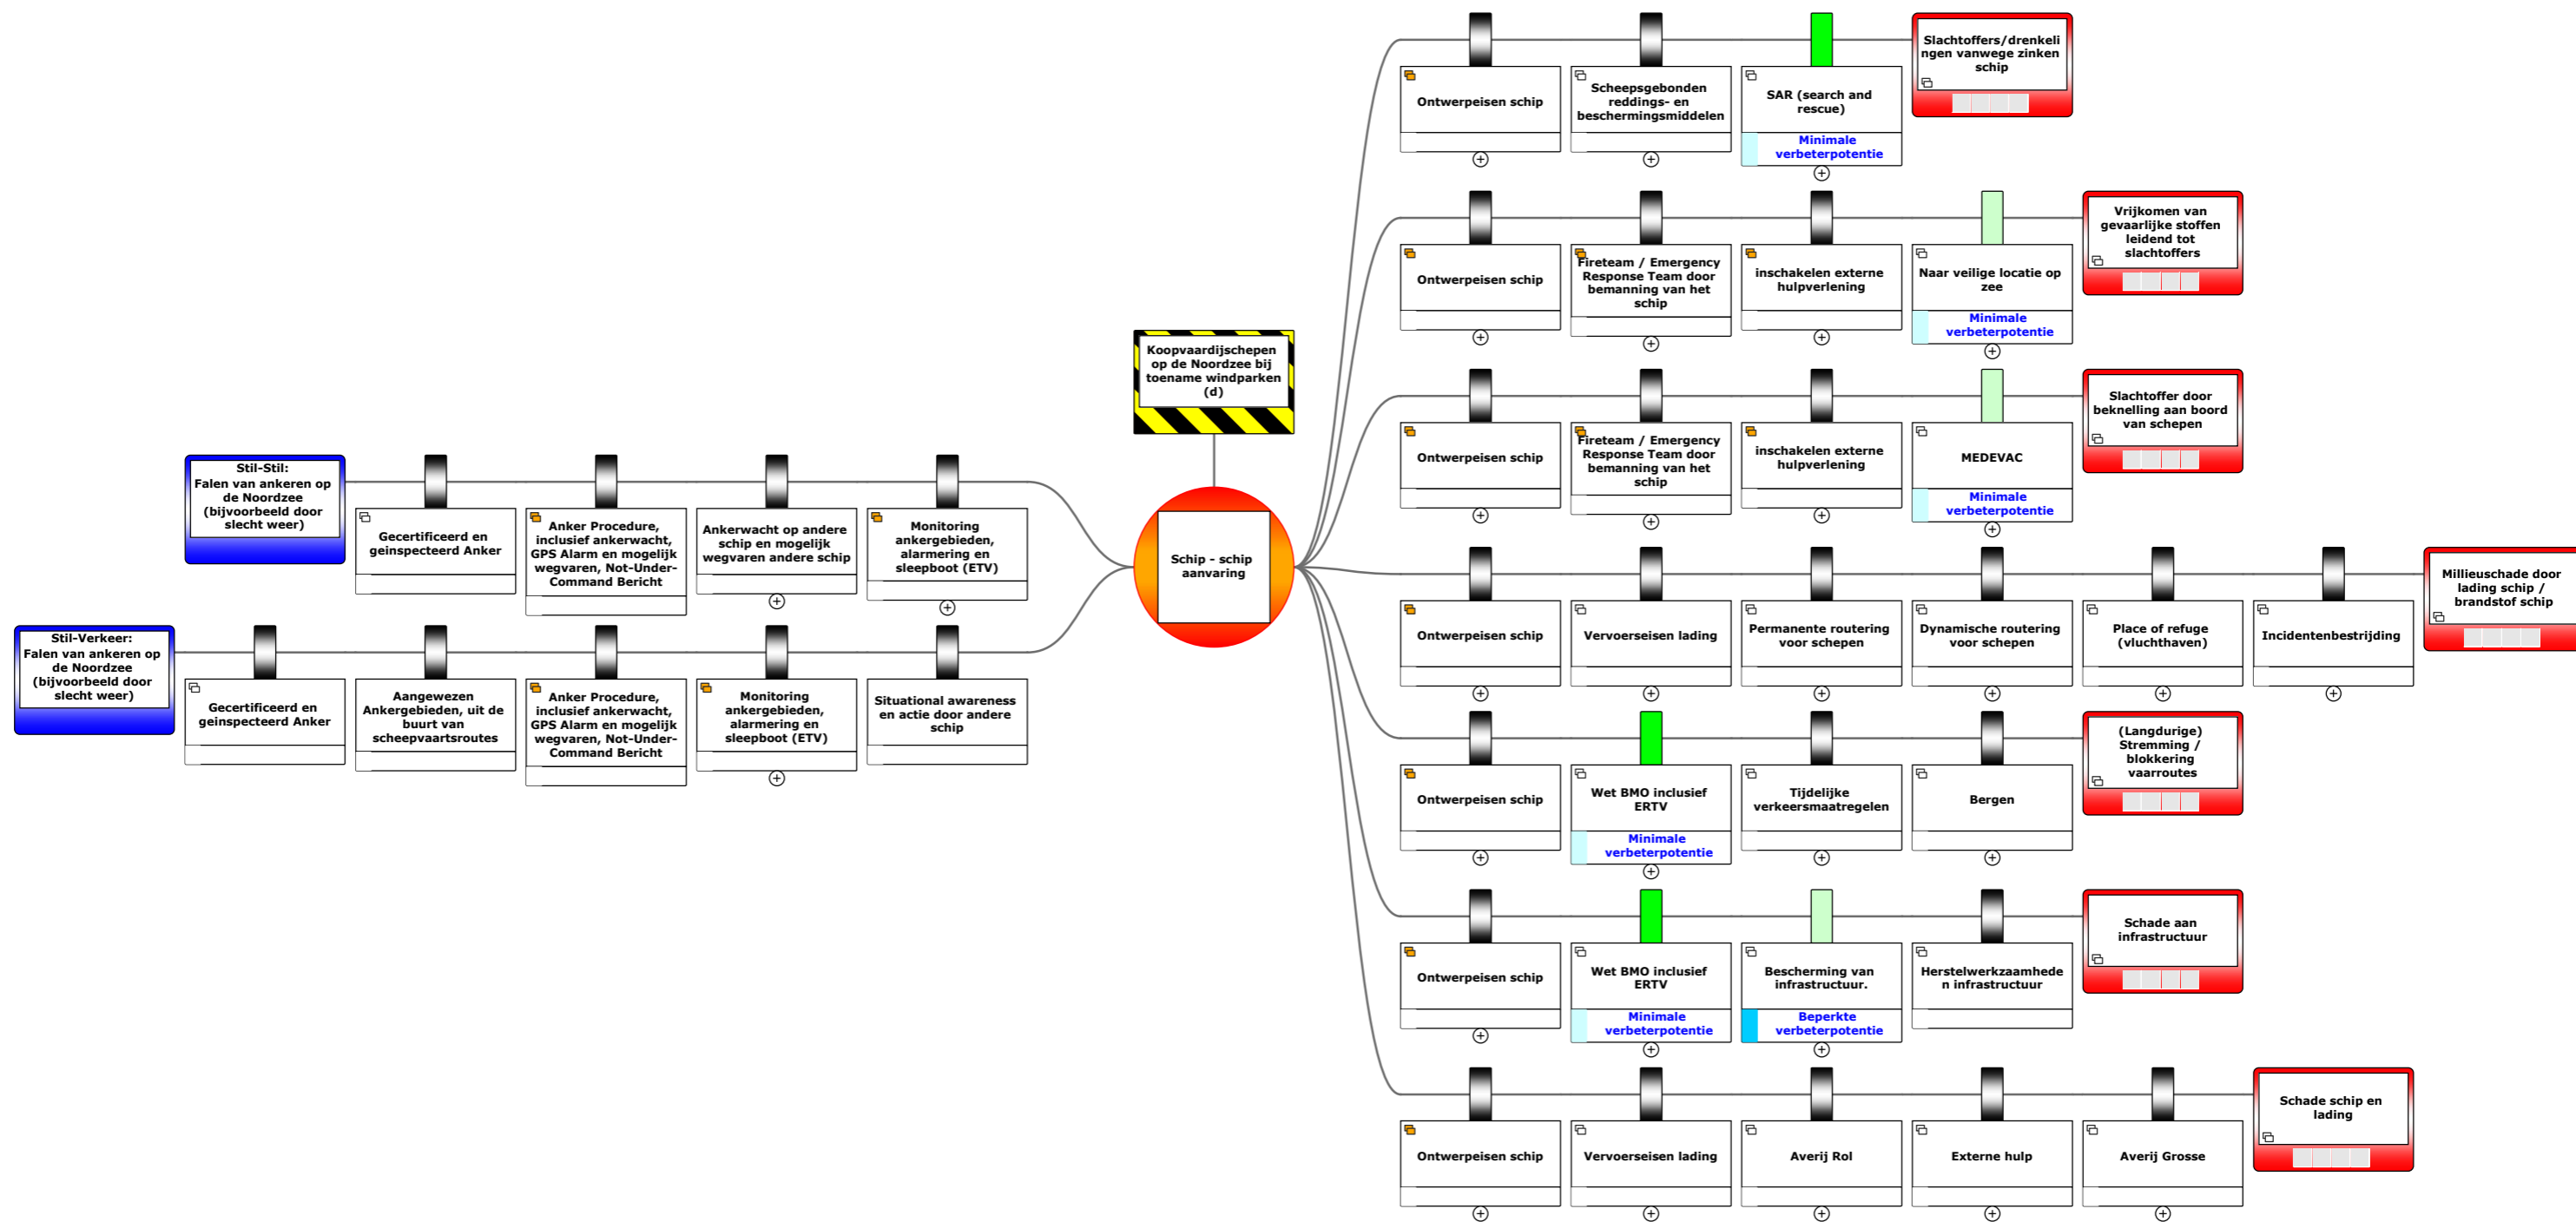 Slachtoffers/drenkeli
ngen vanwege zinken
schip
Ontwerpeisen schip
Scheepsgebonden
reddings- en
beschermingsmiddelen
SAR (search and
rescue)
Minimale
verbeterpotentie
Vrijkomen van
gevaarlijke stoffen
leidend tot
slachtoffers
Ontwerpeisen schip
Fireteam / Emergency
Response Team door
bemanning van het
schip
inschakelen externe
hulpverlening
Naar veilige locatie op
zee
Minimale
verbeterpotentie
Koopvaardijschepen
op de Noordzee bij
toename windparken
(d)
Slachtoffer door
beknelling aan boord
van schepen
Ontwerpeisen schip
Fireteam / Emergency
Response Team door
bemanning van het
schip
inschakelen externe
hulpverlening
MEDEVAC
Minimale
verbeterpotentie
Stil-Stil:
Falen van ankeren op
de Noordzee
(bijvoorbeeld door
slecht weer)
Gecertificeerd en
geinspecteerd Anker
Anker Procedure,
inclusief ankerwacht,
GPS Alarm en mogelijk
wegvaren, Not-Under-
Command Bericht
Ankerwacht op andere
schip en mogelijk
wegvaren andere schip
Monitoring
ankergebieden,
alarmering en
sleepboot (ETV)
Schip - schip
aanvaring
Millieuschade door
lading schip /
brandstof schip
Ontwerpeisen schip
Vervoerseisen lading
Permanente routering
voor schepen
Dynamische routering
voor schepen
Place of refuge
(vluchthaven)
Incidentenbestrijding
Stil-Verkeer:
Falen van ankeren op
de Noordzee
(bijvoorbeeld door
slecht weer)
Gecertificeerd en
geinspecteerd Anker
Aangewezen
Ankergebieden, uit de
buurt van
scheepvaartsroutes
Anker Procedure,
inclusief ankerwacht,
GPS Alarm en mogelijk
wegvaren, Not-Under-
Command Bericht
Monitoring
ankergebieden,
alarmering en
sleepboot (ETV)
Situational awareness
en actie door andere
schip
(Langdurige)
Stremming /
blokkering
vaarroutes
Ontwerpeisen schip
Wet BMO inclusief
ERTV
Minimale
verbeterpotentie
Tijdelijke
verkeersmaatregelen
Bergen
Schade aan
infrastructuur
Ontwerpeisen schip
Wet BMO inclusief
ERTV
Minimale
verbeterpotentie
Bescherming van
infrastructuur.
Beperkte
verbeterpotentie
Herstelwerkzaamhede
n infrastructuur
Schade schip en
lading
Ontwerpeisen schip
Vervoerseisen lading
Averij Rol
Externe hulp
Averij Grosse